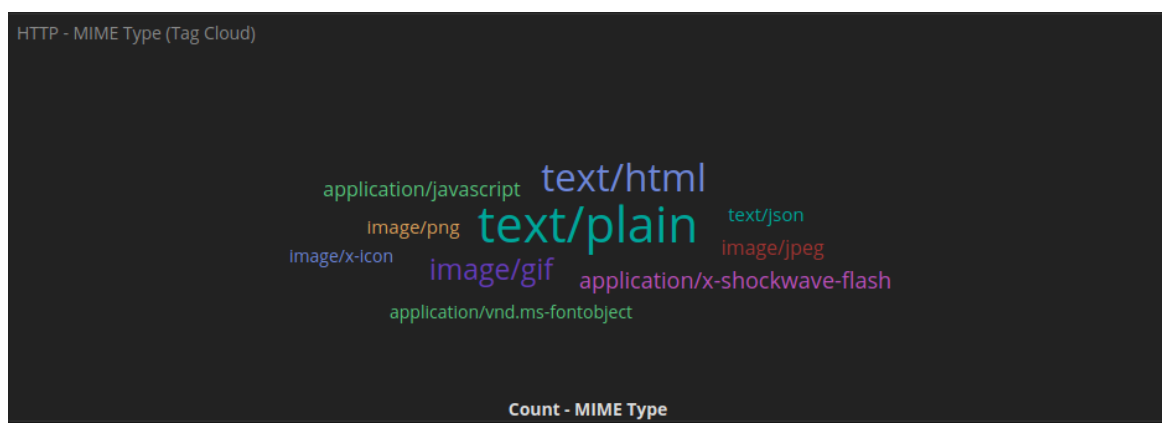 HTTP - MIME Type (Tag Cloud)
text/html
application/javascript
text/plain
text/json
image/png
image/jpeg
image/x-icon
image/gif
application/x-shockwave-flash
application/vnd.ms-fontobject
Count - MIME Type